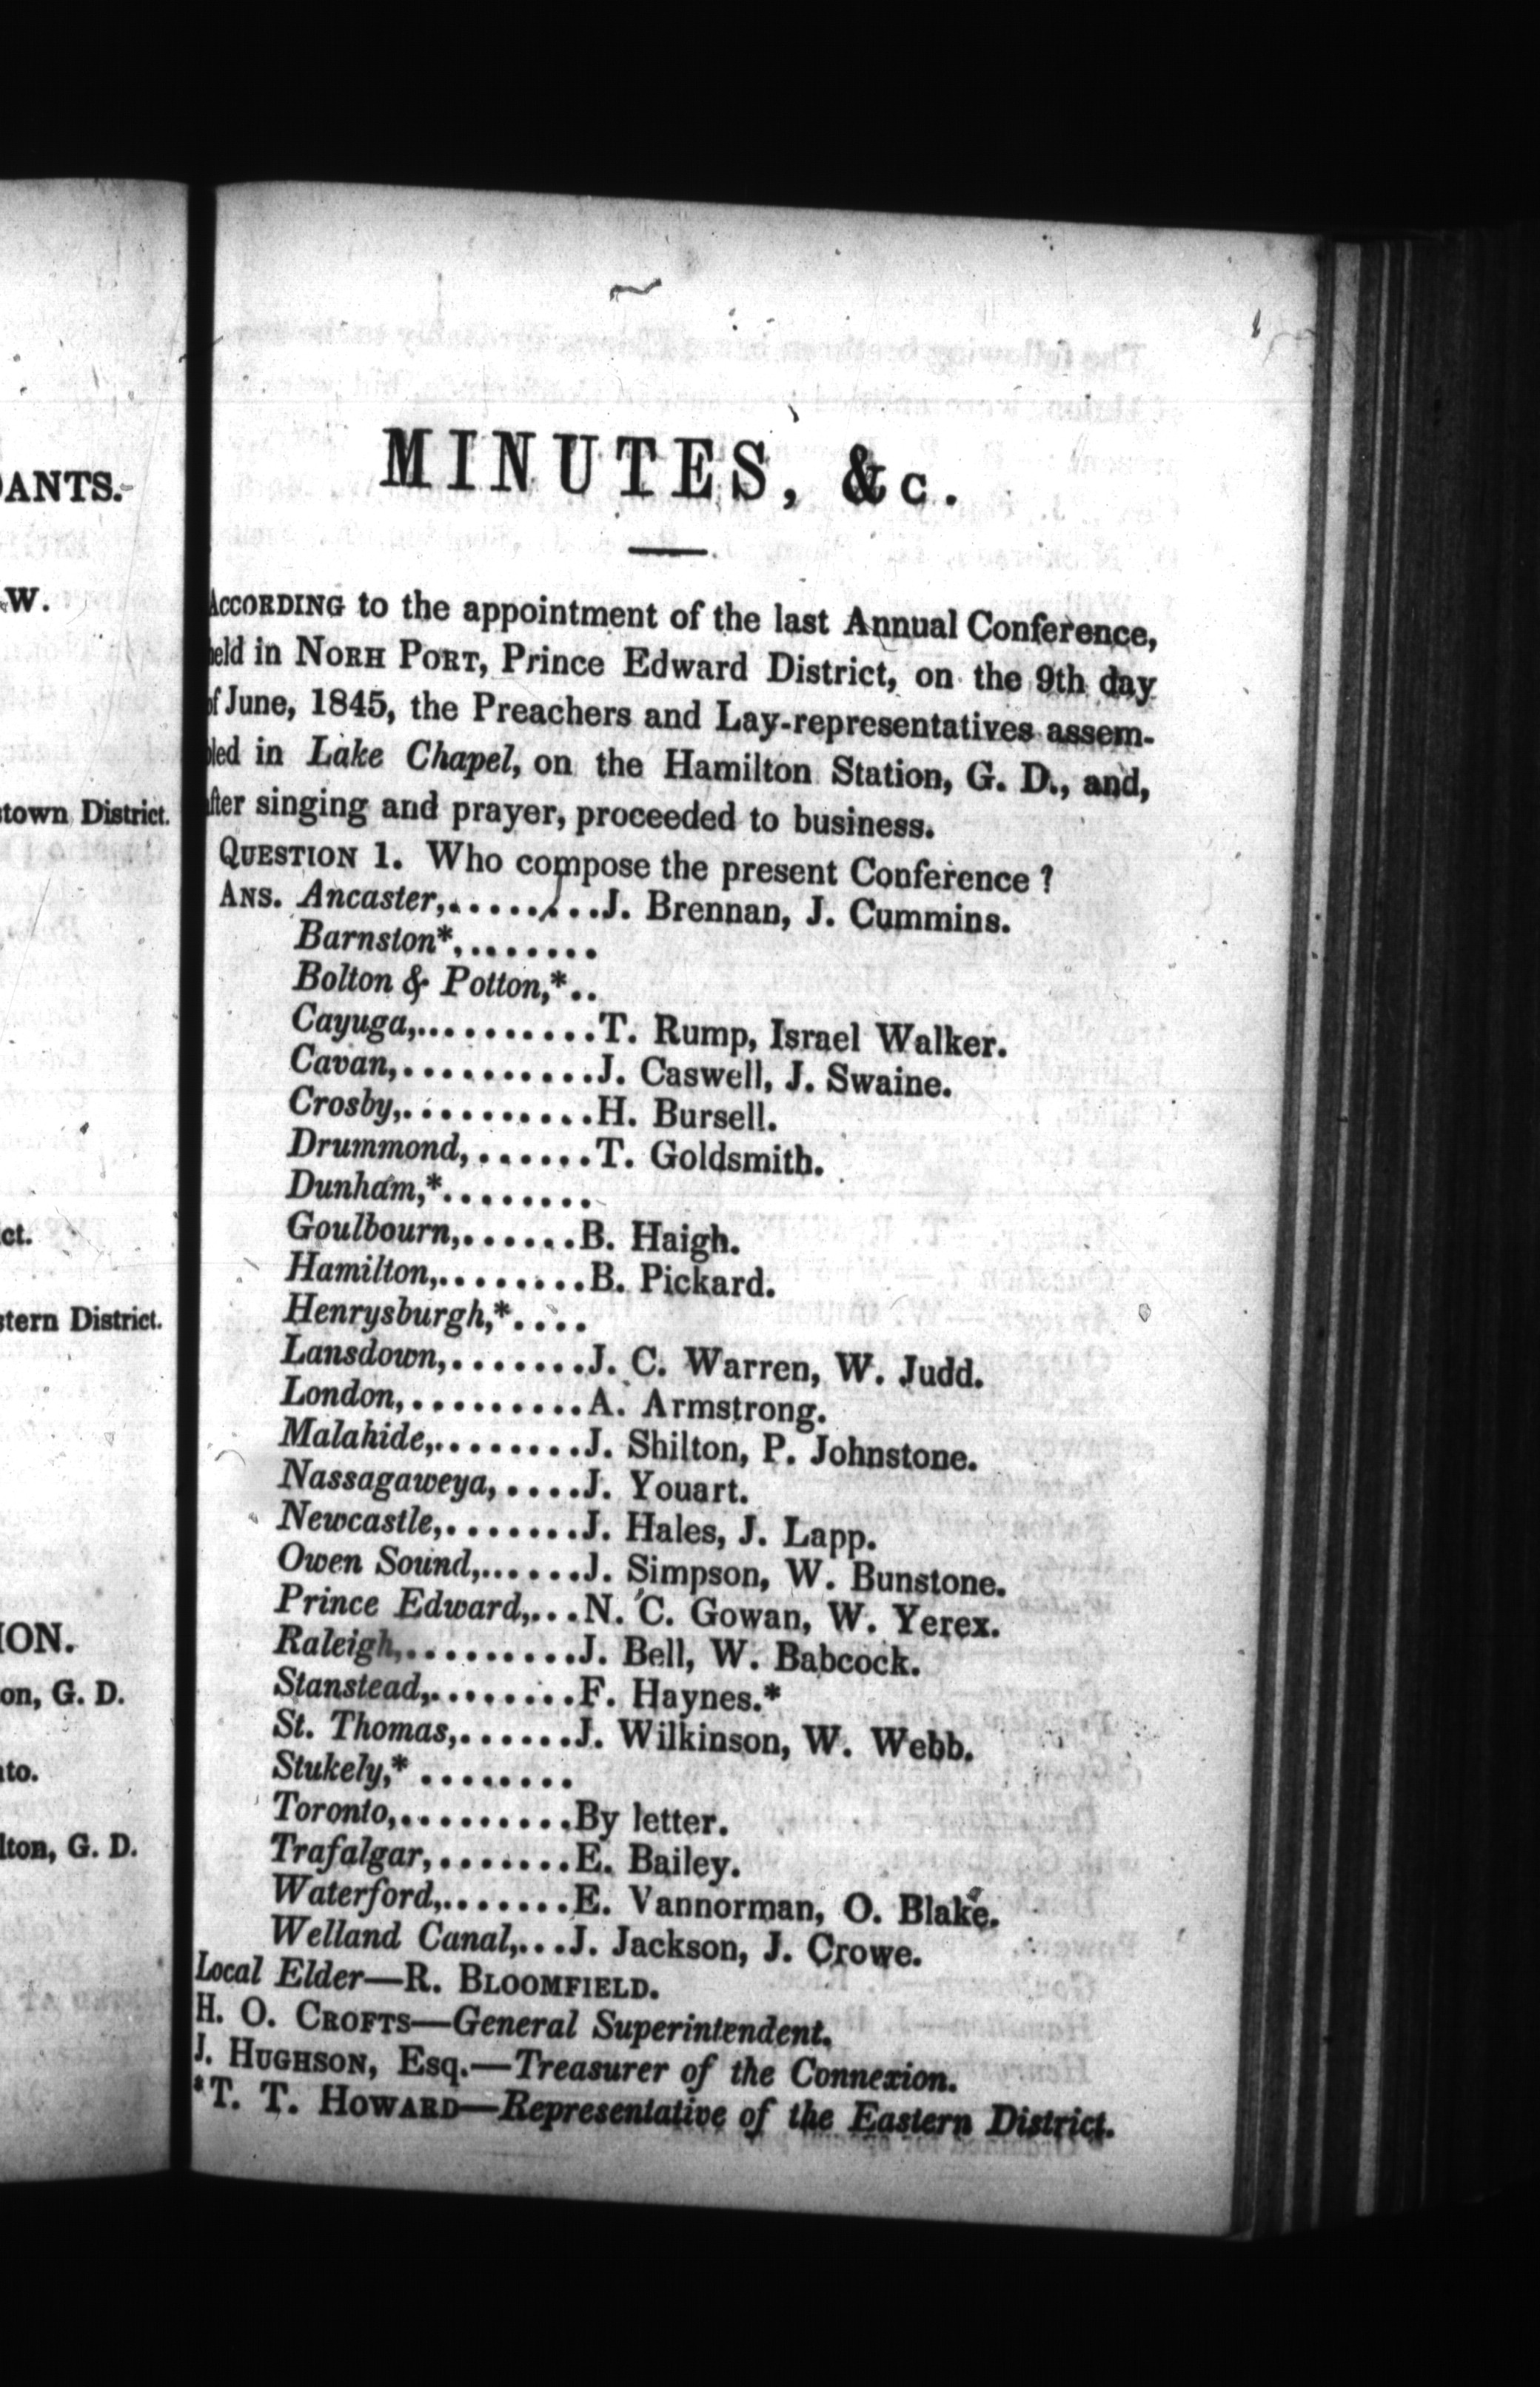 ANTS.
W.
town District.
ct.
stern District.
ION.
on, G. D.
to.
lton, G. D.
MINUTES, &c.
ACCORDING to the appointment of the last Annual Conference,
held in NORH PORT, Prince Edward District, on the 9th day
of June, 1845, the Preachers and Lay-representatives assem-
bled in Lake Chapel, on the Hamilton Station, G. D., and,
after singing and prayer, proceeded to business.
QUESTION 1. Who compose the present Conference?
ANS. Ancaster,.........J. Brennan, J. Cummins.
Barnston*,........
Bolton & Potton,*..
Cayuga,...........T. Rump, Israel Walker.
Cavan,...........J. Caswell, J. Swaine.
Crosby,...........H. Bursell.
Drummond,.......T. Goldsmith.
Dunham,*........
Goulbourn,.......B. Haigh.
Hamilton,.........B. Pickard.
Henrysburgh,*....
Lansdown,........J. C. Warren, W. Judd.
London,..........A. Armstrong.
Malahide,.........J. Shilton, P. Johnstone.
Nassagaweya,....J. Youart.
Newcastle,........J. Hales, J. Lapp.
Owen Sound,......J. Simpson, W. Bunstone.
Prince Edward,...N. C. Gowan, W. Yerex.
Raleigh,..........J. Bell, W. Babcock.
Stanstead,........F. Haynes.*
St. Thomas,......J. Wilkinson, W. Webb.
Stukely,* ........
Toronto,..........By letter.
Trafalgar,.......E. Bailey.
Waterford,.......E. Vannorman, O. Blake.
Welland Canal,...J. Jackson, J. Crowe.
Local Elder—R. BLOOMFIELD.
H. O. CROFTS—General Superintendent.
J. HUGHSON, Esq.—Treasurer of the Connexion.
*T. T. HOWARD—Representative of the Eastern District.